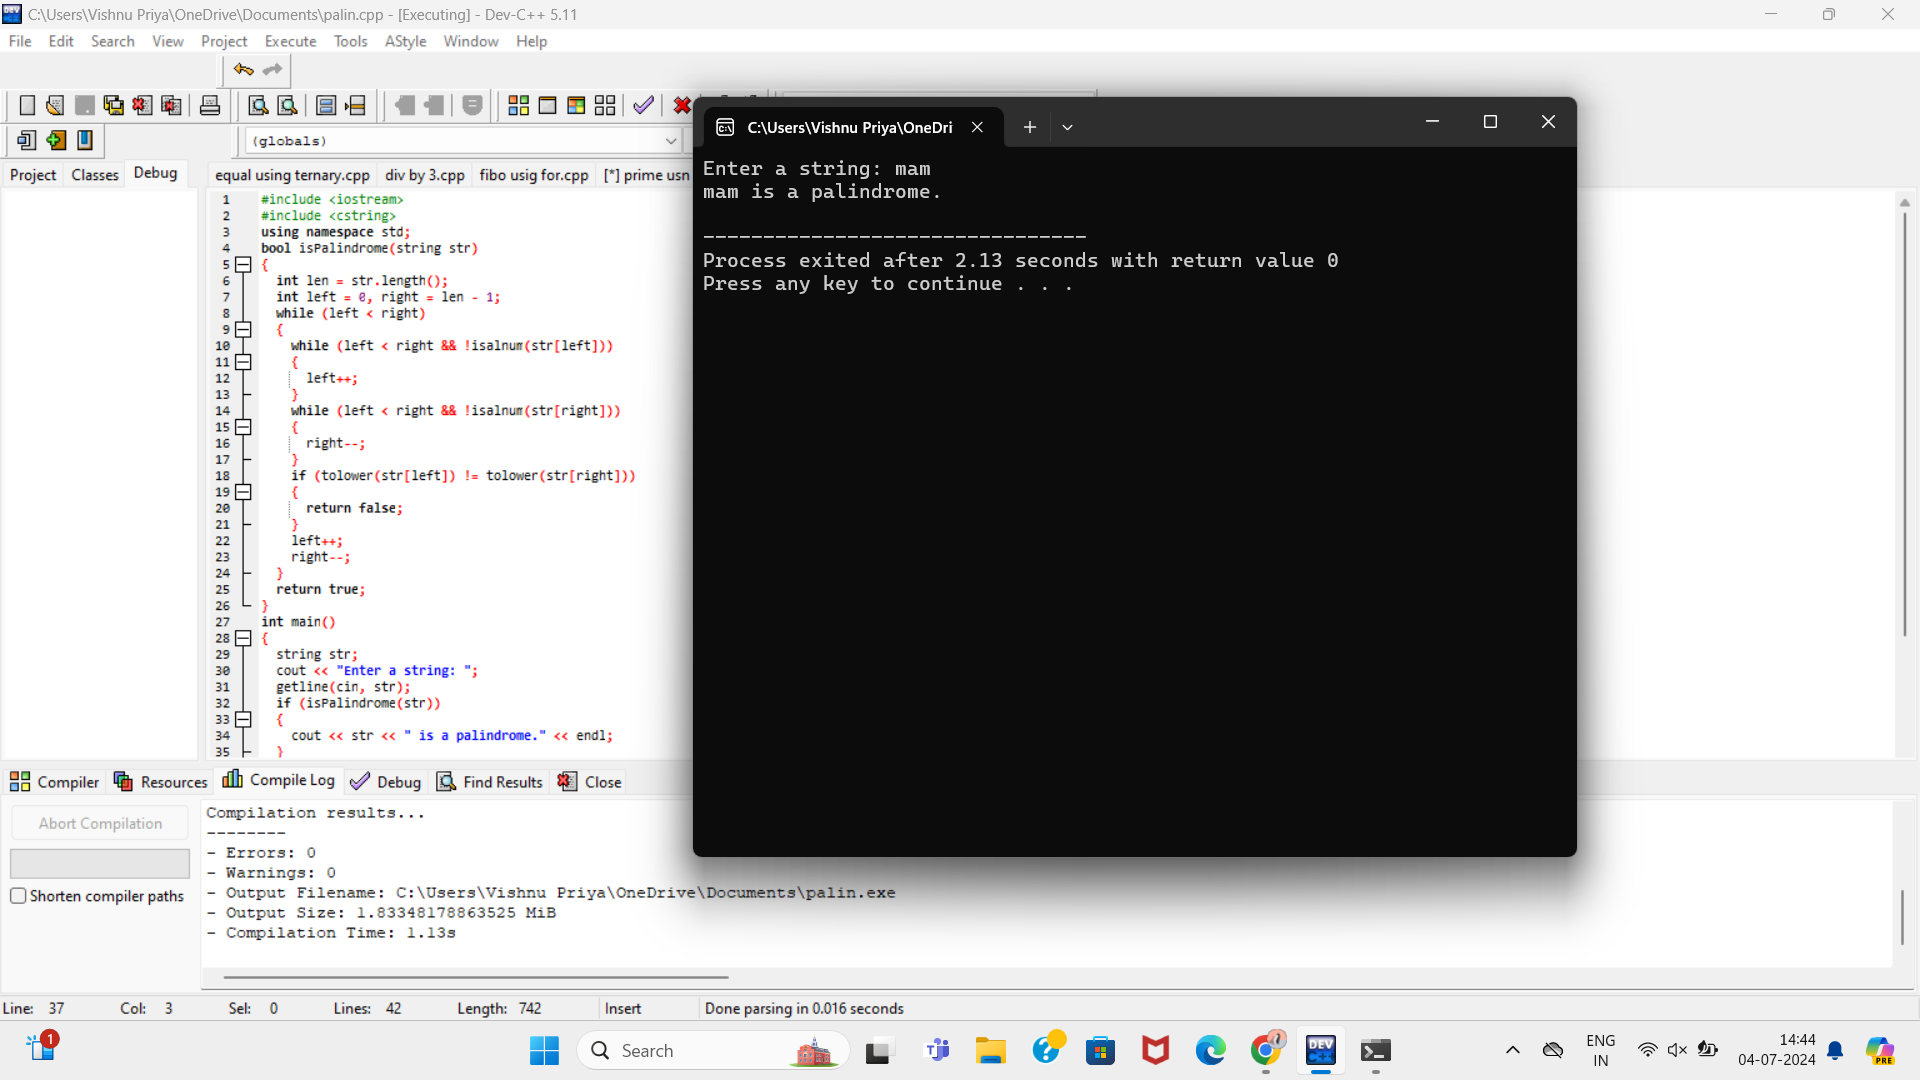 C:\Users\Vishnu Priya\OneDrive\Documents\palin.cpp - [Executing] - Dev-C++ 5.11
File Edit Search View Project Execute Tools AStyle Window Help
(globals)
Project Classes Debug
equal using ternary.cpp div by 3.cpp fibo usig for.cpp [*] prime usn
1 #include <iostream>
2 #include <cstring>
3 using namespace std;
4 bool isPalindrome(string str)
5 {
6 int len = str.length();
7 int left = 0, right = len - 1;
8 while (left < right)
9 {
10 while (left < right && !isalnum(str[left]))
11 {
12 left++;
13 }
14 while (left < right && !isalnum(str[right]))
15 {
16 right--;
17 }
18 if (tolower(str[left]) != tolower(str[right]))
19 {
20 return false;
21 }
22 left++;
23 right--;
24 }
25 return true;
26 }
27 int main()
28 {
29 string str;
30 cout << "Enter a string: ";
31 getline(cin, str);
32 if (isPalindrome(str))
33 {
34 cout << str << " is a palindrome." << endl;
35 }
C:\Users\Vishnu Priya\OneDri
Enter a string: mam
mam is a palindrome.
--------------------------------
Process exited after 2.13 seconds with return value 0
Press any key to continue . . .
Compiler Resources Compile Log Debug Find Results Close
Abort Compilation
Shorten compiler paths
Compilation results...
--------
- Errors: 0
- Warnings: 0
- Output Filename: C:\Users\Vishnu Priya\OneDrive\Documents\palin.exe
- Output Size: 1.83348178863525 MiB
- Compilation Time: 1.13s
Line: 37 Col: 3 Sel: 0 Lines: 42 Length: 742 Insert Done parsing in 0.016 seconds
1
Search
DEV
ENG
IN
14:44
04-07-2024
PRE